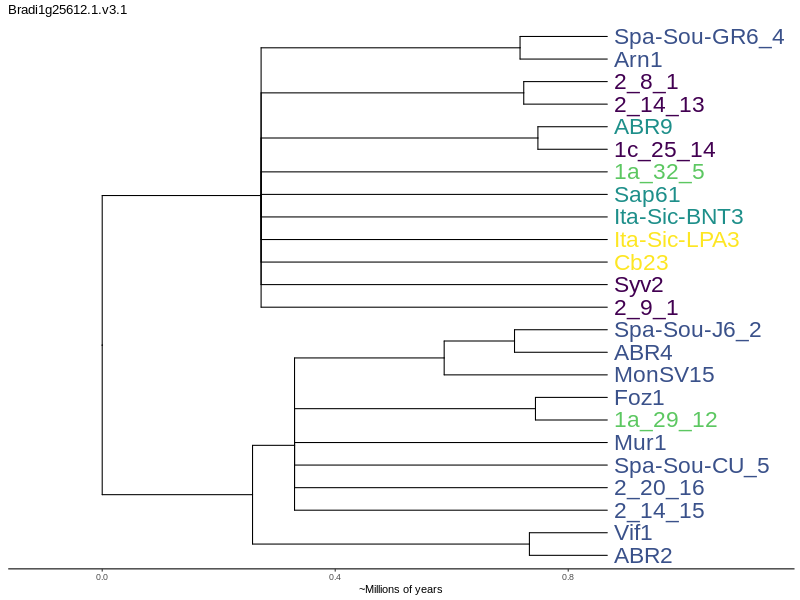 Bradi1g25612.1.v3.1
Spa-Sou-GR6_4
Arn1
2_8_1
2_14_13
ABR9
1c_25_14
1a_32_5
Sap61
Ita-Sic-BNT3
Ita-Sic-LPA3
Cb23
Syv2
2_9_1
Spa-Sou-J6_2
ABR4
MonSV15
Foz1
1a_29_12
Mur1
Spa-Sou-CU_5
2_20_16
2_14_15
Vif1
ABR2
0.0 0.4 0.8
~Millions of years